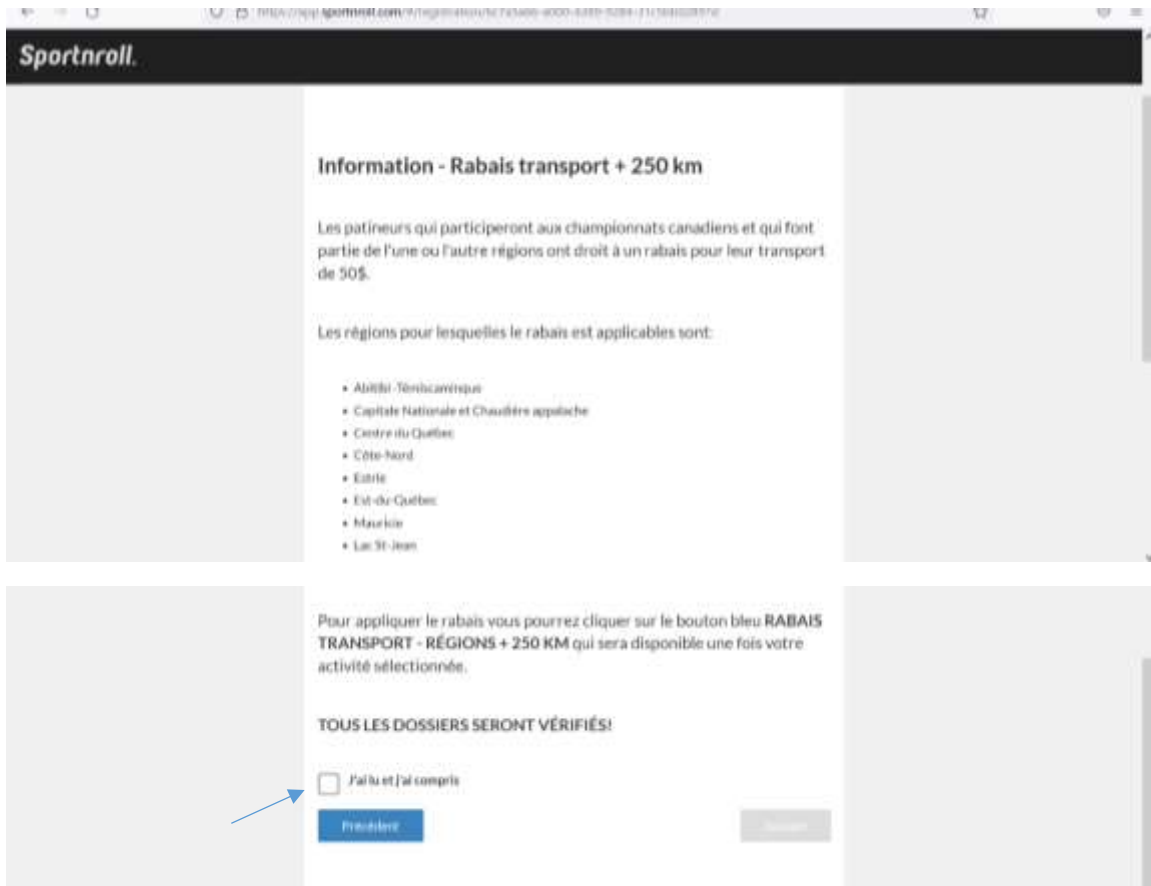 https://app.sportnroll.com/#/registration/
Sportnroll.
Information - Rabais transport + 250 km
Les patineurs qui participeront aux championnats canadiens et qui font
partie de l'une ou l'autre régions ont droit à un rabais pour leur transport
de 50$.
Les régions pour lesquelles le rabais est applicables sont:
• Abitibi -Témiscamingue
• Capitale Nationale et Chaudière appalache
• Centre du Québec
• Côte-Nord
• Estrie
• Est-du-Québec
• Mauricie
• Lac St-Jean
Pour appliquer le rabais vous pourrez cliquer sur le bouton bleu RABAIS
TRANSPORT - RÉGIONS + 250 KM qui sera disponible une fois votre
activité sélectionnée.
TOUS LES DOSSIERS SERONT VÉRIFIÉS!
J'ai lu et j'ai compris
Précédent